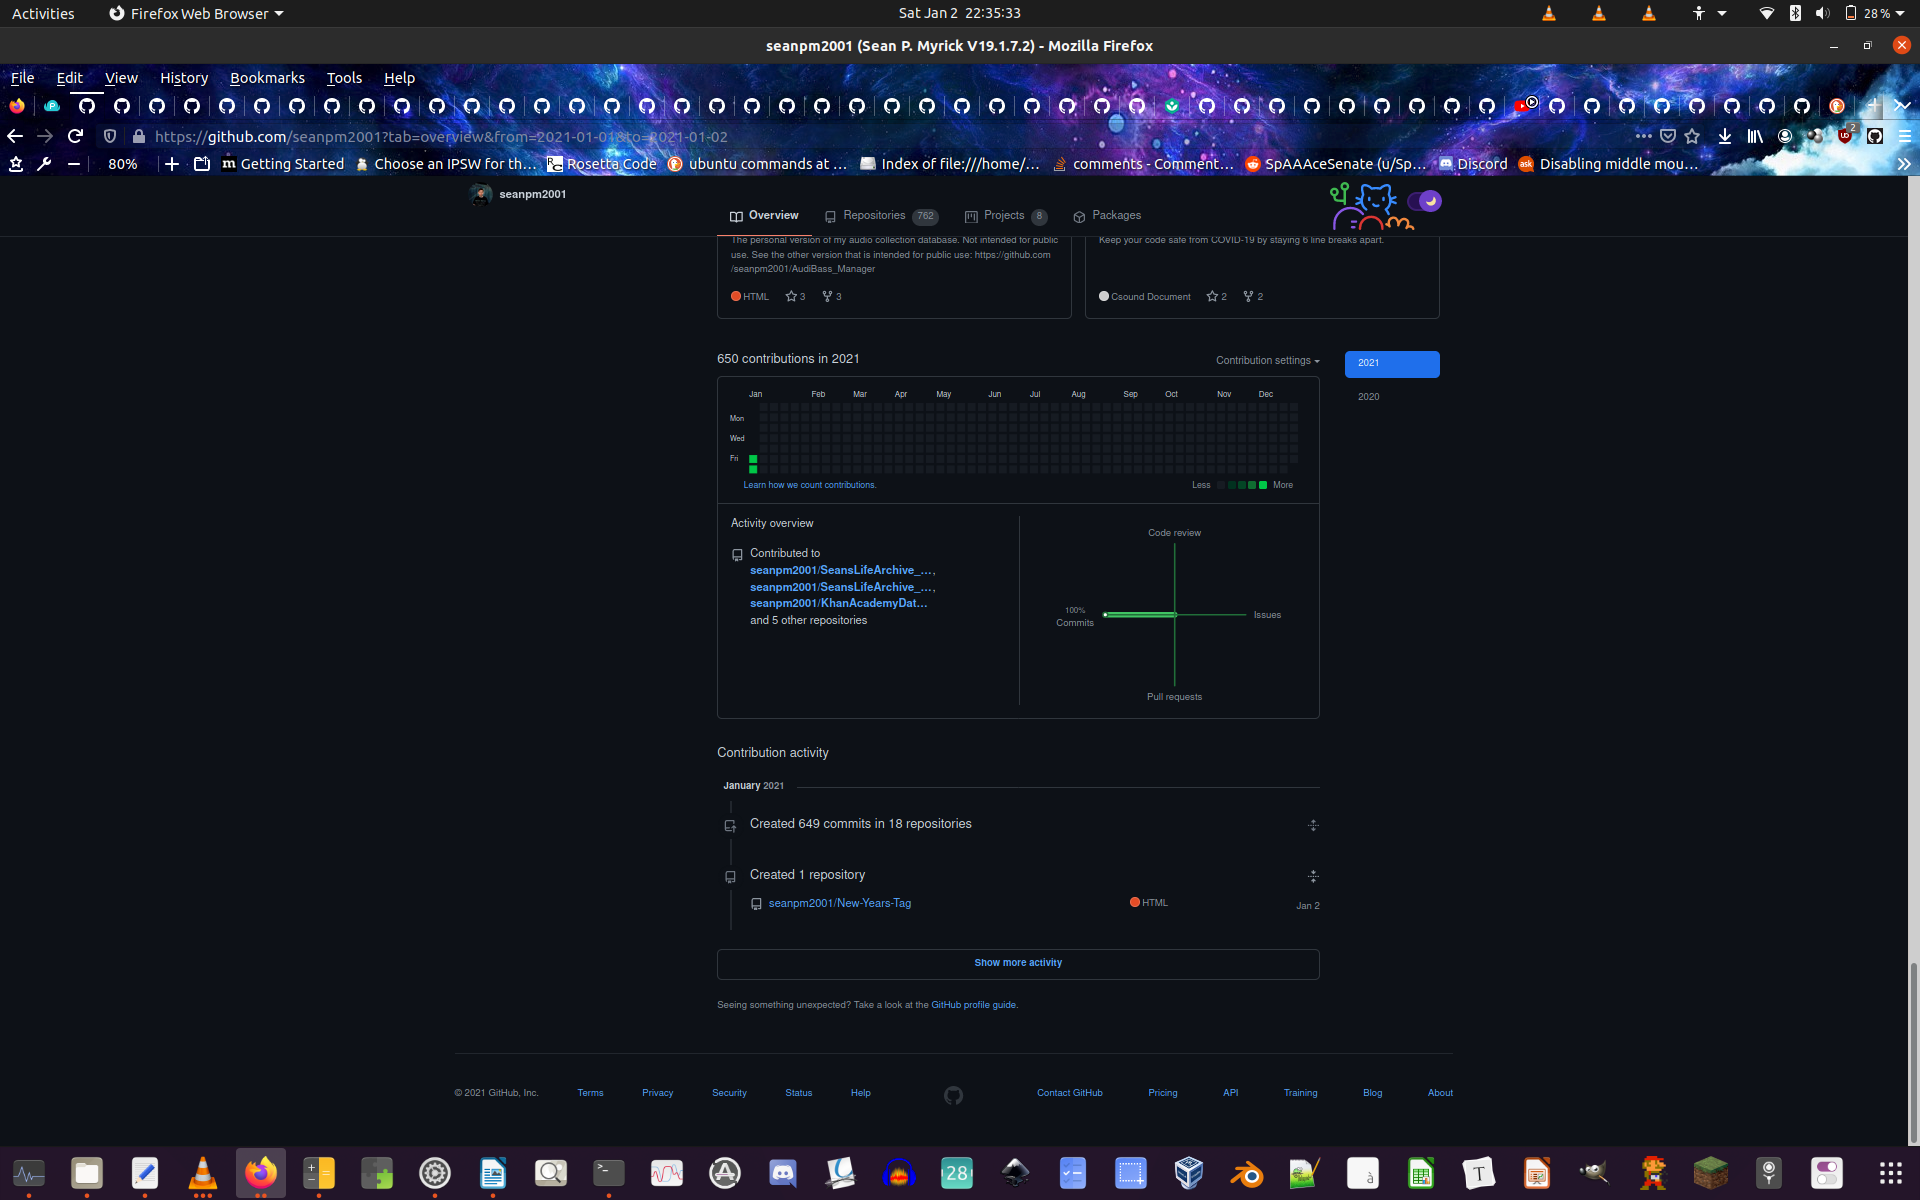 Activities
Firefox Web Browser
Sat Jan 2 22:35:33
28 %
seanpm2001 (Sean P. Myrick V19.1.7.2) - Mozilla Firefox
File Edit View History Bookmarks Tools Help
https://github.com/seanpm2001?tab=overview&from=2021-01-01&to=2021-01-02
2
80%
Getting Started
Choose an IPSW for th…
Rosetta Code
ubuntu commands at …
Index of file:///home/…
comments - Comment…
SpAAAceSenate (u/Sp…
Discord
Disabling middle mou…
seanpm2001
Overview
Repositories 762
Projects 8
Packages
The personal version of my audio collection database. Not intended for public
use. See the other version that is intended for public use: https://github.com
/seanpm2001/AudiBass_Manager
HTML 3 3
Keep your code safe from COVID-19 by staying 6 line breaks apart.
Csound Document 2 2
650 contributions in 2021
Contribution settings
2021
2020
Jan Feb Mar Apr May Jun Jul Aug Sep Oct Nov Dec
Mon
Wed
Fri
Learn how we count contributions.
Less More
Activity overview
Contributed to
seanpm2001/SeansLifeArchive_…,
seanpm2001/SeansLifeArchive_…,
seanpm2001/KhanAcademyDat…
and 5 other repositories
Code review
100%
Commits
Issues
Pull requests
Contribution activity
January 2021
Created 649 commits in 18 repositories
Created 1 repository
seanpm2001/New-Years-Tag
HTML
Jan 2
Show more activity
Seeing something unexpected? Take a look at the GitHub profile guide.
© 2021 GitHub, Inc. Terms Privacy Security Status Help Contact GitHub Pricing API Training Blog About
28